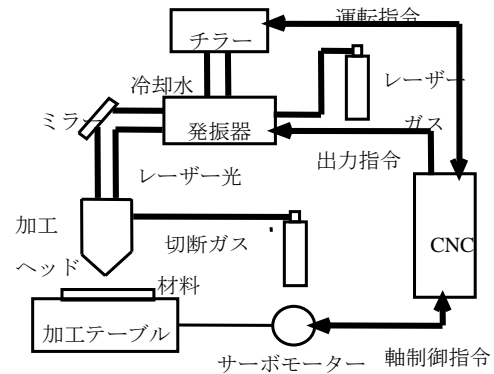 運転指令
チラー
冷却水
レーザー
ミラー
発振器
ガス
出力指令
レーザー光
加工
切断ガス
CNC
ヘッド
材料
加工テーブル
サーボモーター
軸制御指令